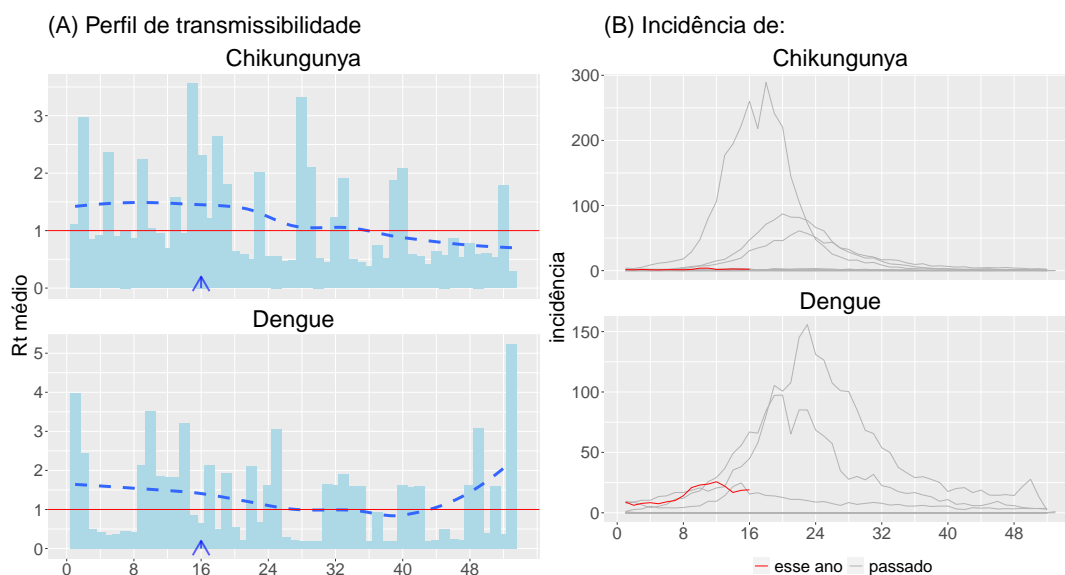 (A) Perfil de transmissibilidade
Chikungunya
Rt médio
3
2
1
0
Dengue
5
4
3
2
1
0
0 8 16 24 32 40 48
(B) Incidência de:
Chikungunya
incidência
300
200
100
0
Dengue
150
100
50
0
0 8 16 24 32 40 48
esse ano passado